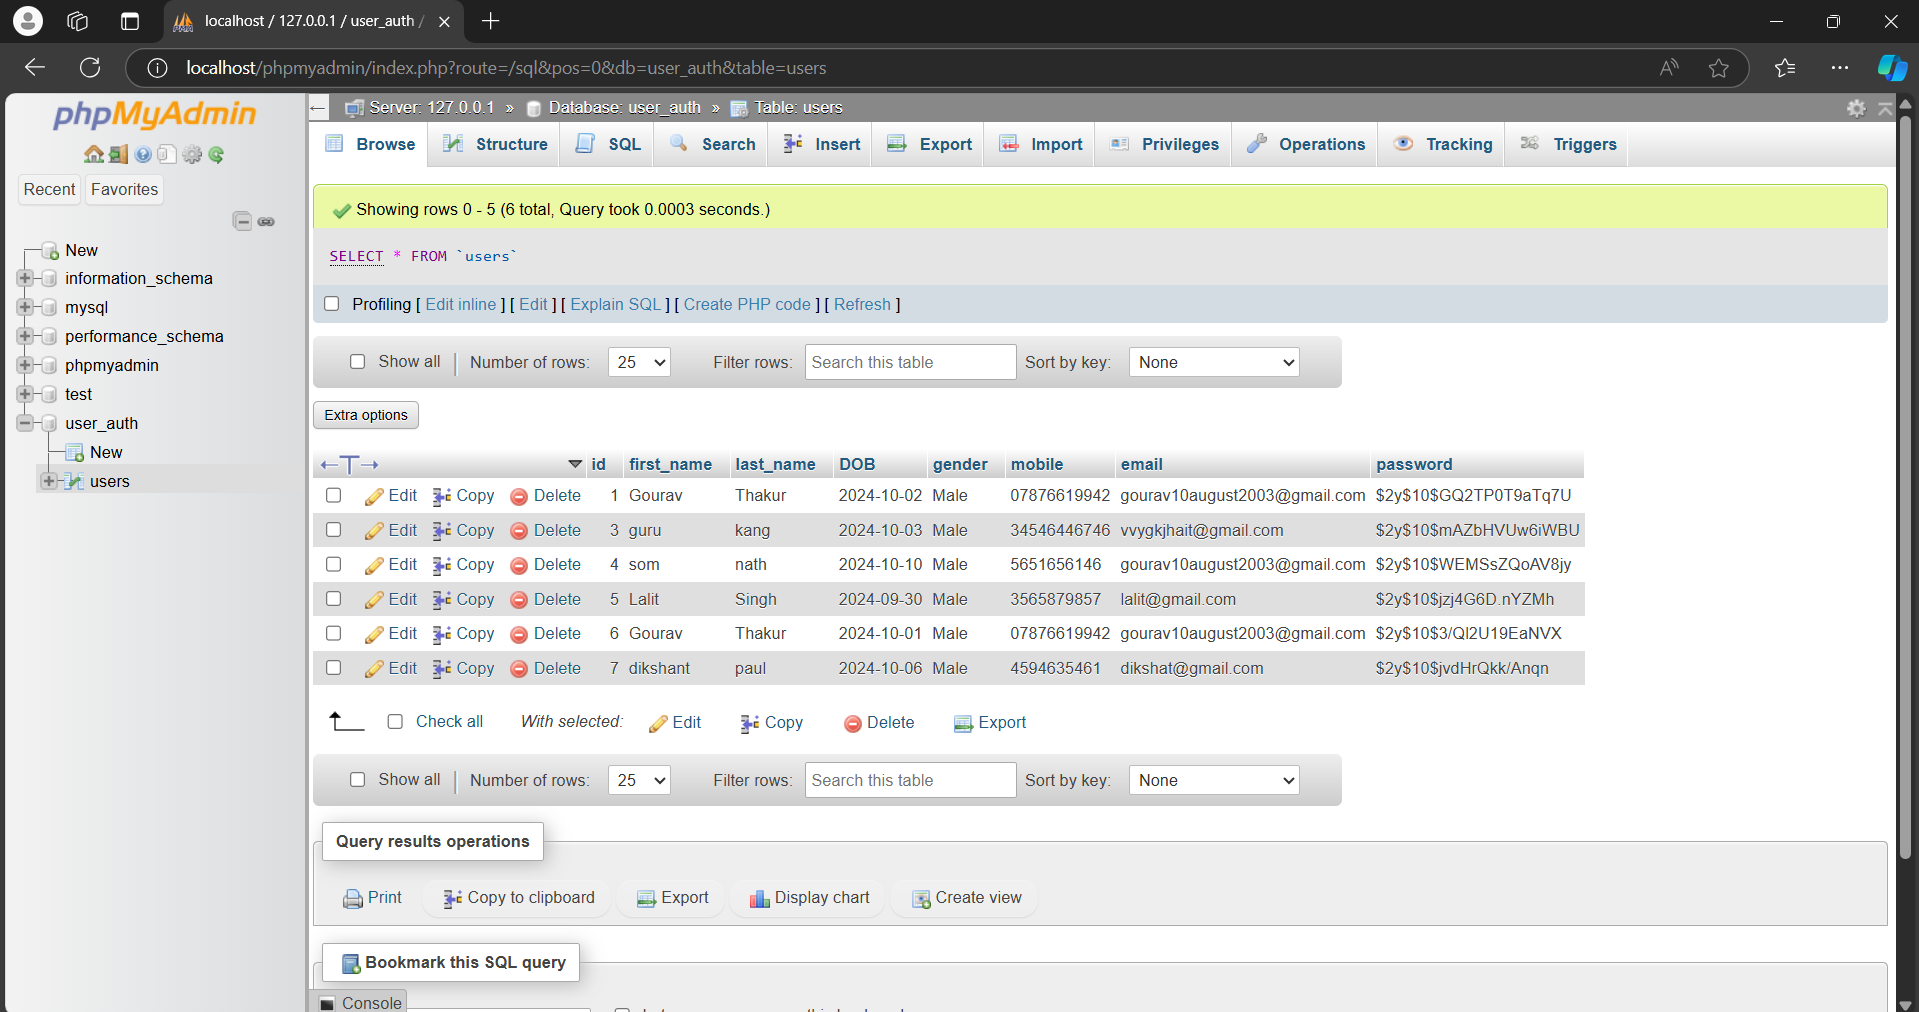 localhost / 127.0.0.1 / user_auth /
localhost/phpmyadmin/index.php?route=/sql&pos=0&db=user_auth&table=users
phpMyAdmin
Recent Favorites
New
information_schema
mysql
performance_schema
phpmyadmin
test
user_auth
New
users
Server: 127.0.0.1 » Database: user_auth » Table: users
Browse Structure SQL Search Insert Export Import Privileges Operations Tracking Triggers
Showing rows 0 - 5 (6 total, Query took 0.0003 seconds.)
SELECT * FROM `users`
Profiling [ Edit inline ] [ Edit ] [ Explain SQL ] [ Create PHP code ] [ Refresh ]
Show all | Number of rows: 25 Filter rows: Search this table Sort by key: None
Extra options
id first_name last_name DOB gender mobile email password
Edit Copy Delete 1 Gourav Thakur 2024-10-02 Male 07876619942 gourav10august2003@gmail.com $2y$10$GQ2TP0T9aTq7U
Edit Copy Delete 3 guru kang 2024-10-03 Male 34546446746 vvygkjhait@gmail.com $2y$10$mAZbHVUw6iWBU
Edit Copy Delete 4 som nath 2024-10-10 Male 5651656146 gourav10august2003@gmail.com $2y$10$WEMSsZQoAV8jy
Edit Copy Delete 5 Lalit Singh 2024-09-30 Male 3565879857 lalit@gmail.com $2y$10$jzj4G6D.nYZMh
Edit Copy Delete 6 Gourav Thakur 2024-10-01 Male 07876619942 gourav10august2003@gmail.com $2y$10$3/Ql2U19EaNVX
Edit Copy Delete 7 dikshant paul 2024-10-06 Male 4594635461 dikshat@gmail.com $2y$10$jvdHrQkk/Anqn
Check all With selected: Edit Copy Delete Export
Show all | Number of rows: 25 Filter rows: Search this table Sort by key: None
Query results operations
Print Copy to clipboard Export Display chart Create view
Bookmark this SQL query
Console